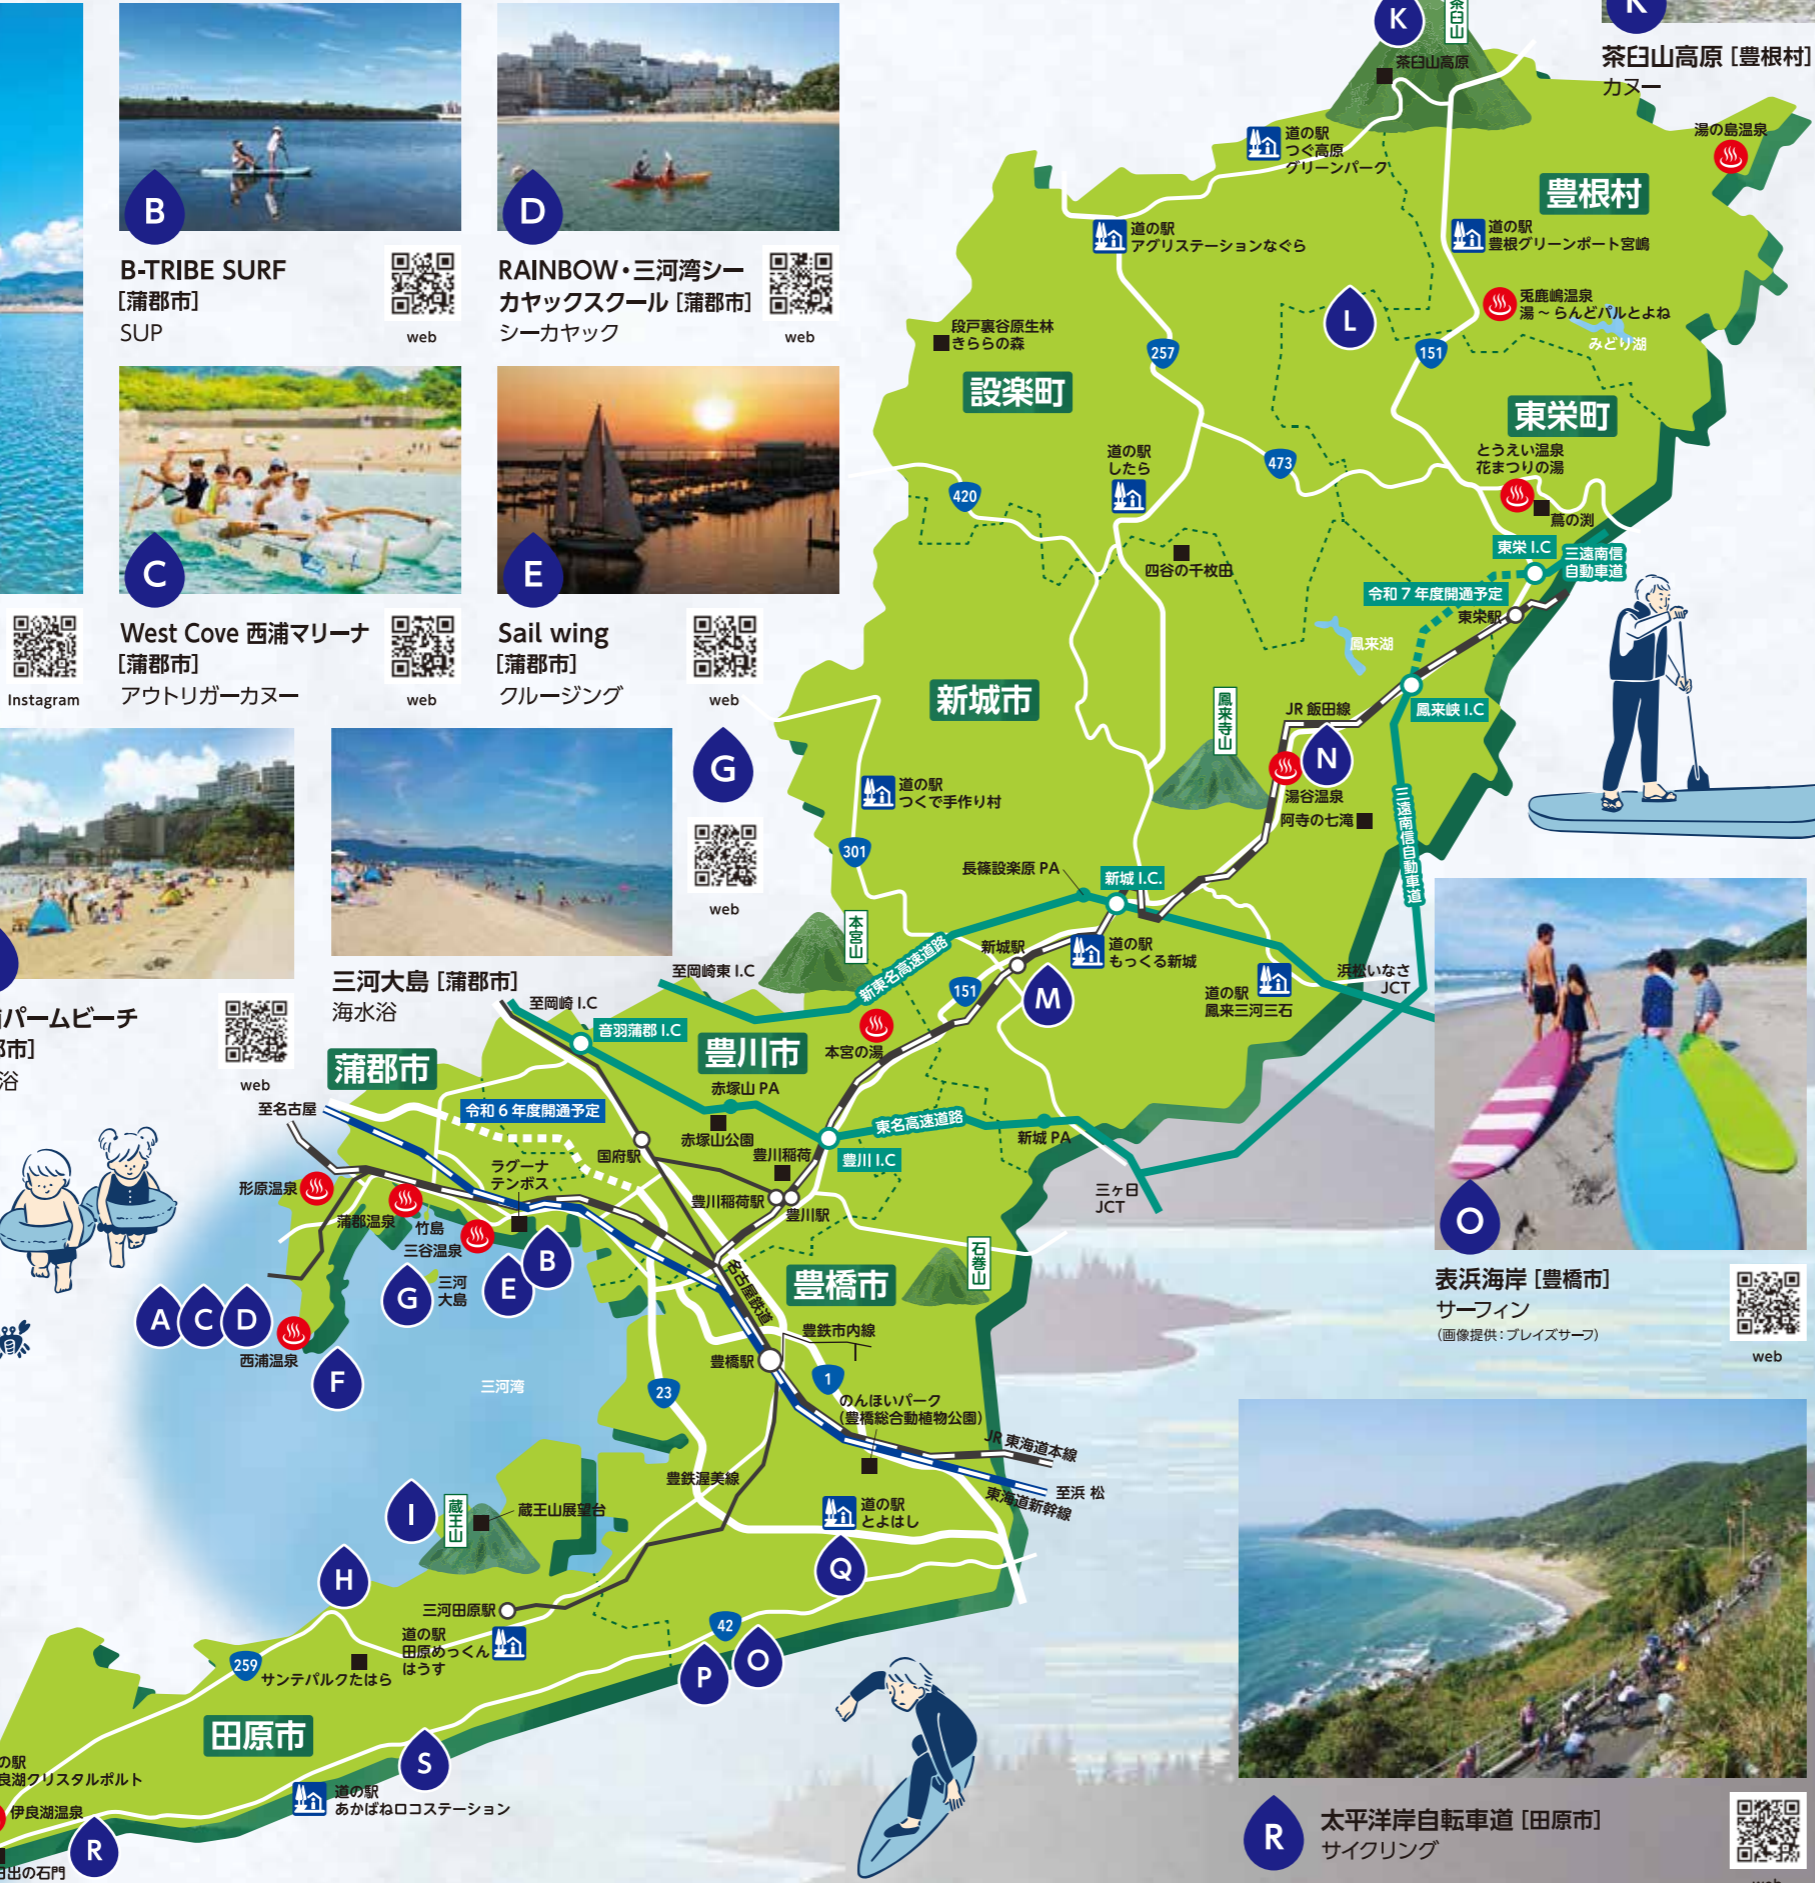 B
B-TRIBE SURF
[蒲郡市]
SUP
web
D
RAINBOW・三河湾シー
カヤックスクール [蒲郡市]
シーカヤック
web
Instagram
C
West Cove 西浦マリーナ
[蒲郡市]
アウトリガーカヌー
web
E
Sail wing
[蒲郡市]
クルージング
web
パームビーチ
web
三河大島 [蒲郡市]
海水浴
G
web
K
茶臼山高原 [豊根村]
カヌー
K
茶臼山
茶臼山高原
道の駅
つぐ高原
グリーンパーク
湯の島温泉
豊根村
道の駅
アグリステーションなぐら
道の駅
豊根グリーンポート宮嶋
兎鹿嶋温泉
湯~らんどパルとよね
みどり湖
L
段戸裏谷原生林
きららの森
257
151
設楽町
東栄町
道の駅
したら
473
420
とうえい温泉
花まつりの湯
蔦の渕
四谷の千枚田
東栄 I.C
三遠南信
自動車道
令和 7 年度開通予定
東栄駅
鳳来湖
新城市
鳳来寺山
JR 飯田線
鳳来峡 I.C
N
湯谷温泉
阿寺の七滝
三遠南信自動車道
道の駅
つくで手作り村
301
長篠設楽原 PA
新城 I.C.
本宮山
新東名高速道路
新城駅
道の駅
もっくる新城
至岡崎東 I.C
151
M
道の駅
鳳来三河三石
浜松いなさ
JCT
至岡崎 I.C
音羽蒲郡 I.C
豊川市
本宮の湯
蒲郡市
赤塚山 PA
至名古屋
令和 6 年度開通予定
赤塚山公園
東名高速道路
新城 PA
国府駅
豊川稲荷
豊川 I.C
ラグーナ
テンボス
形原温泉
豊川稲荷駅
豊川駅
三ヶ日
JCT
蒲郡温泉
竹島
三谷温泉
石巻山
B
E
G
三河
大島
名古屋鉄道
豊橋市
A
C
D
西浦温泉
F
豊鉄市内線
豊橋駅
三河湾
23
1
のんほいパーク
(豊橋総合動植物公園)
JR 東海道本線
東海道新幹線
至浜 松
豊鉄渥美線
I
蔵王山
蔵王山展望台
道の駅
とよはし
Q
H
三河田原駅
道の駅
田原めっくん
はうす
42
P
O
259
サンテパルクたはら
田原市
S
の駅
良湖クリスタルポルト
道の駅
あかばねロコステーション
伊良湖温泉
R
日出の石門
O
表浜海岸 [豊橋市]
サーフィン
(画像提供:ブレイズサーフ)
web
R
太平洋岸自転車道 [田原市]
サイクリング